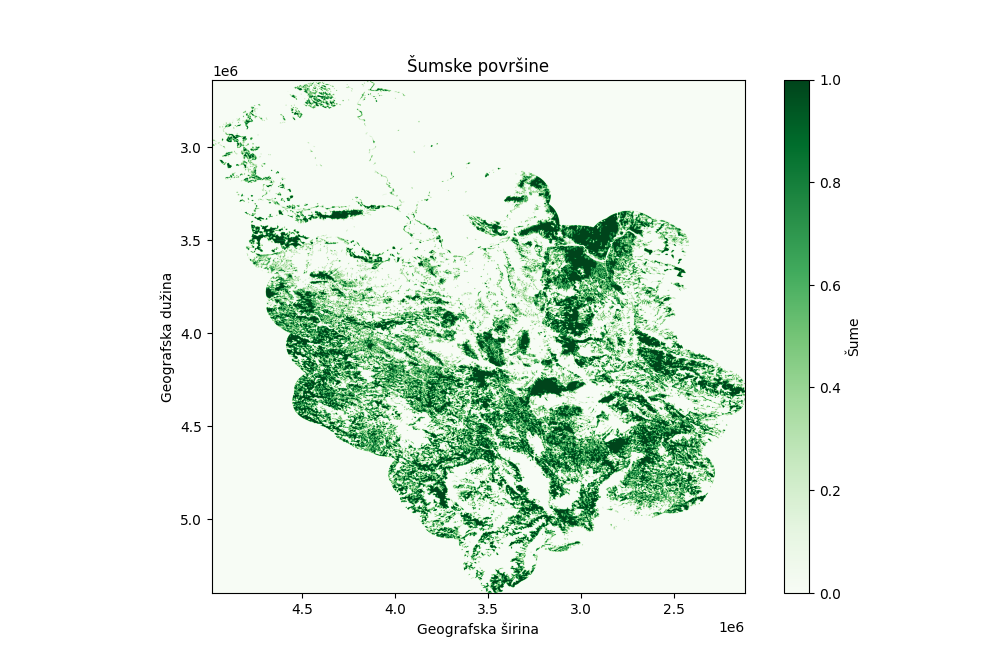 Šumske površine
1e6
3.0
3.5
4.0
4.5
5.0
Geografska dužina
4.5 4.0 3.5 3.0 2.5
1e6
Geografska širina
1.0
0.8
0.6
0.4
0.2
0.0
Šume